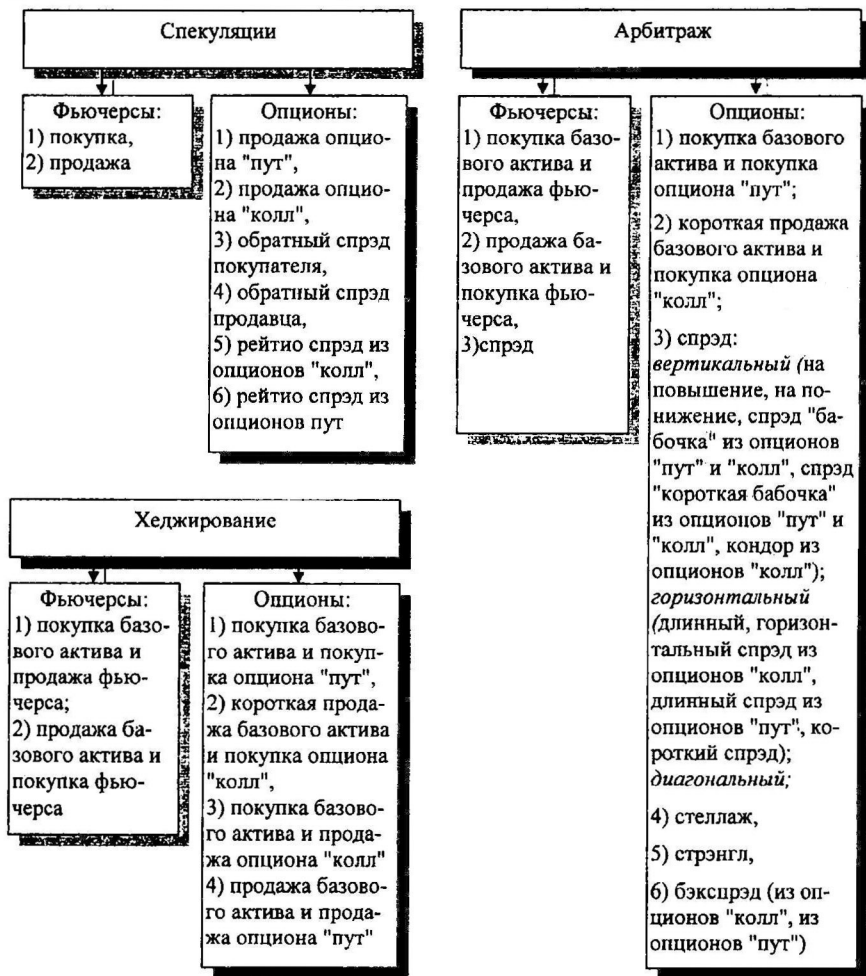 Спекуляции
Фьючерсы:
1) покупка,
2) продажа
Опционы:
1) продажа опцио-
на "пут",
2) продажа опцио-
на "колл",
3) обратный спрэд
покупателя,
4) обратный спрэд
продавца,
5) рейтио спрэд из
опционов "колл",
6) рейтио спрэд из
опционов пут
Хеджирование
Фьючерсы:
1) покупка базо-
вого актива и
продажа фью-
черса;
2) продажа ба-
зового актива и
покупка фью-
черса
Опционы:
1) покупка базово-
го актива и покуп-
ка опциона "пут",
2) короткая прода-
жа базового актива
и покупка опциона
"колл",
3) покупка базово-
го актива и прода-
жа опциона "колл"
4) продажа базово-
го актива и прода-
жа опциона "пут"
Арбитраж
Фьючерсы:
1) покупка базо-
вого актива и
продажа фью-
черса,
2) продажа ба-
зового актива и
покупка фью-
черса,
3)спрэд
Опционы:
1) покупка базового
актива и покупка
опциона "пут";
2) короткая продажа
базового актива и
покупка опциона
"колл";
3) спрэд:
вертикальный (на
повышение, на по-
нижение, спрэд "ба-
бочка" из опционов
"пут" и "колл", спрэд
"короткая бабочка"
из опционов "пут" и
"колл", кондор из
опционов "колл");
горизонтальный
(длинный, горизон-
тальный спрэд из
опционов "колл",
длинный спрэд из
опционов "пут", ко-
роткий спрэд);
диагональный;
4) стеллаж,
5) стрэнгл,
6) бэкспрэд (из оп-
ционов "колл", из
опционов "пут")